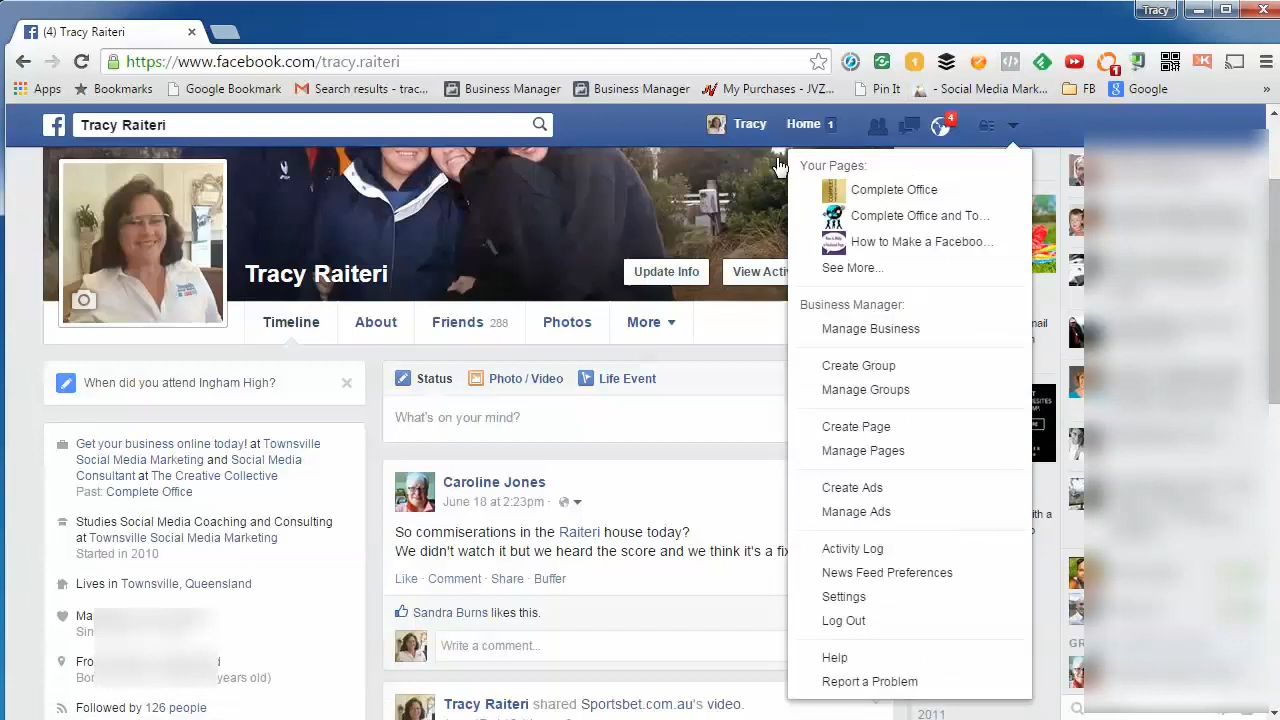 Tracy
(4) Tracy Raiteri
https://www.facebook.com/tracy.raiteri
1
Apps Bookmarks Google Bookmark Search results - trac... Business Manager Business Manager My Purchases - JVZ... Pin It - Social Media Mark... FB Google »
Tracy Raiteri
Tracy Home 1 4
Tracy Raiteri
Update Info
View Activ
Timeline About Friends 288 Photos More
When did you attend Ingham High?
Get your business online today! at Townsville
Social Media Marketing and Social Media
Consultant at The Creative Collective
Past: Complete Office
Studies Social Media Coaching and Consulting
at Townsville Social Media Marketing
Started in 2010
Lives in Townsville, Queensland
Ma
Sin
Fro
Bor years old)
Followed by 126 people
Status Photo / Video Life Event
What's on your mind?
Caroline Jones
June 18 at 2:23pm ·
So commiserations in the Raiteri house today?
We didn't watch it but we heard the score and we think it's a fix
Like · Comment · Share · Buffer
Sandra Burns likes this.
Write a comment...
Tracy Raiteri shared Sportsbet.com.au's video.
Your Pages:
Complete Office
Complete Office and To...
How to Make a Faceboo...
See More...
Business Manager:
Manage Business
Create Group
Manage Groups
Create Page
Manage Pages
Create Ads
Manage Ads
Activity Log
News Feed Preferences
Settings
Log Out
Help
Report a Problem
mail
with a
2011
GR